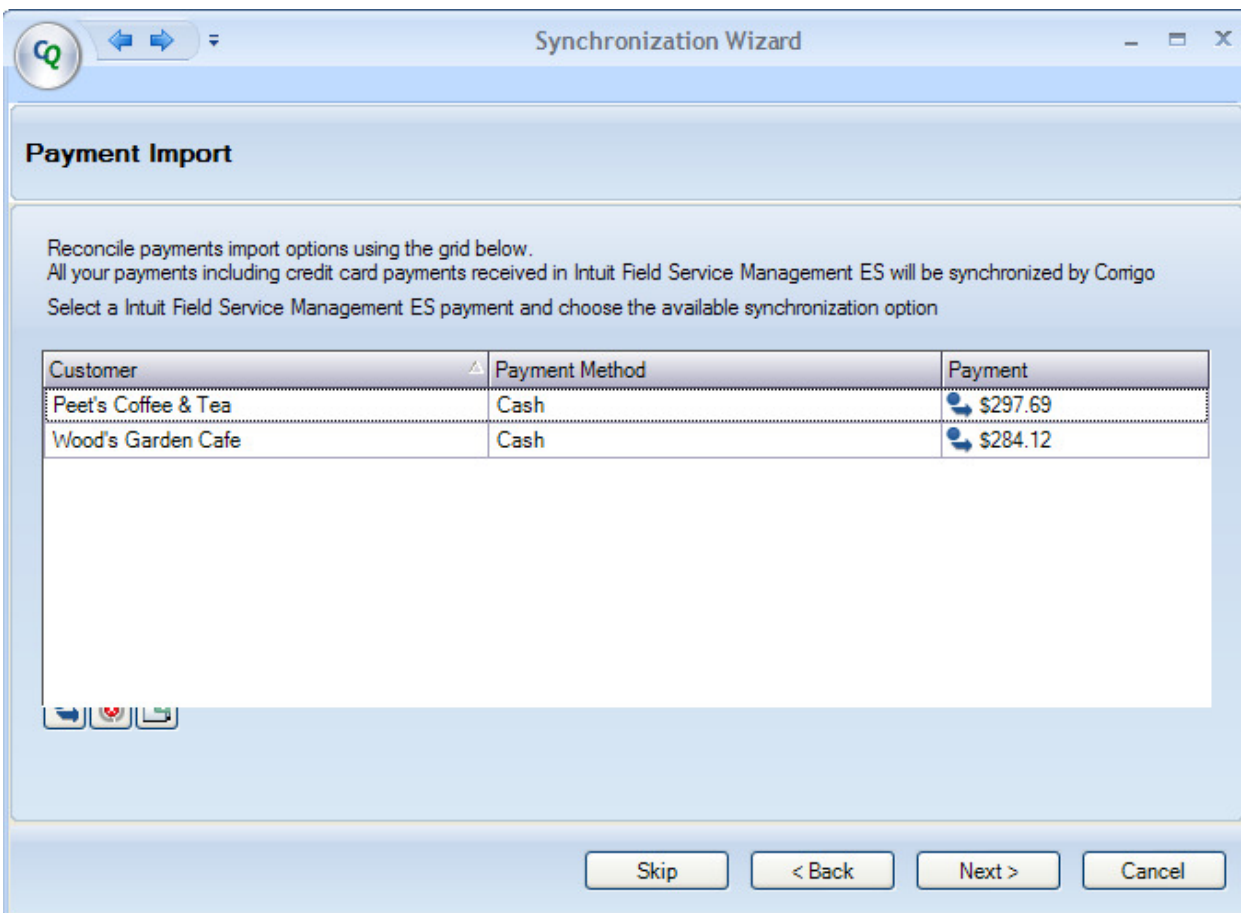 CQ
Synchronization Wizard
Payment Import
Reconcile payments import options using the grid below.
All your payments including credit card payments received in Intuit Field Service Management ES will be synchronized by Corrigo
Select a Intuit Field Service Management ES payment and choose the available synchronization option
Customer Payment Method Payment
Peet's Coffee & Tea Cash $297.69
Wood's Garden Cafe Cash $284.12
Skip < Back Next > Cancel